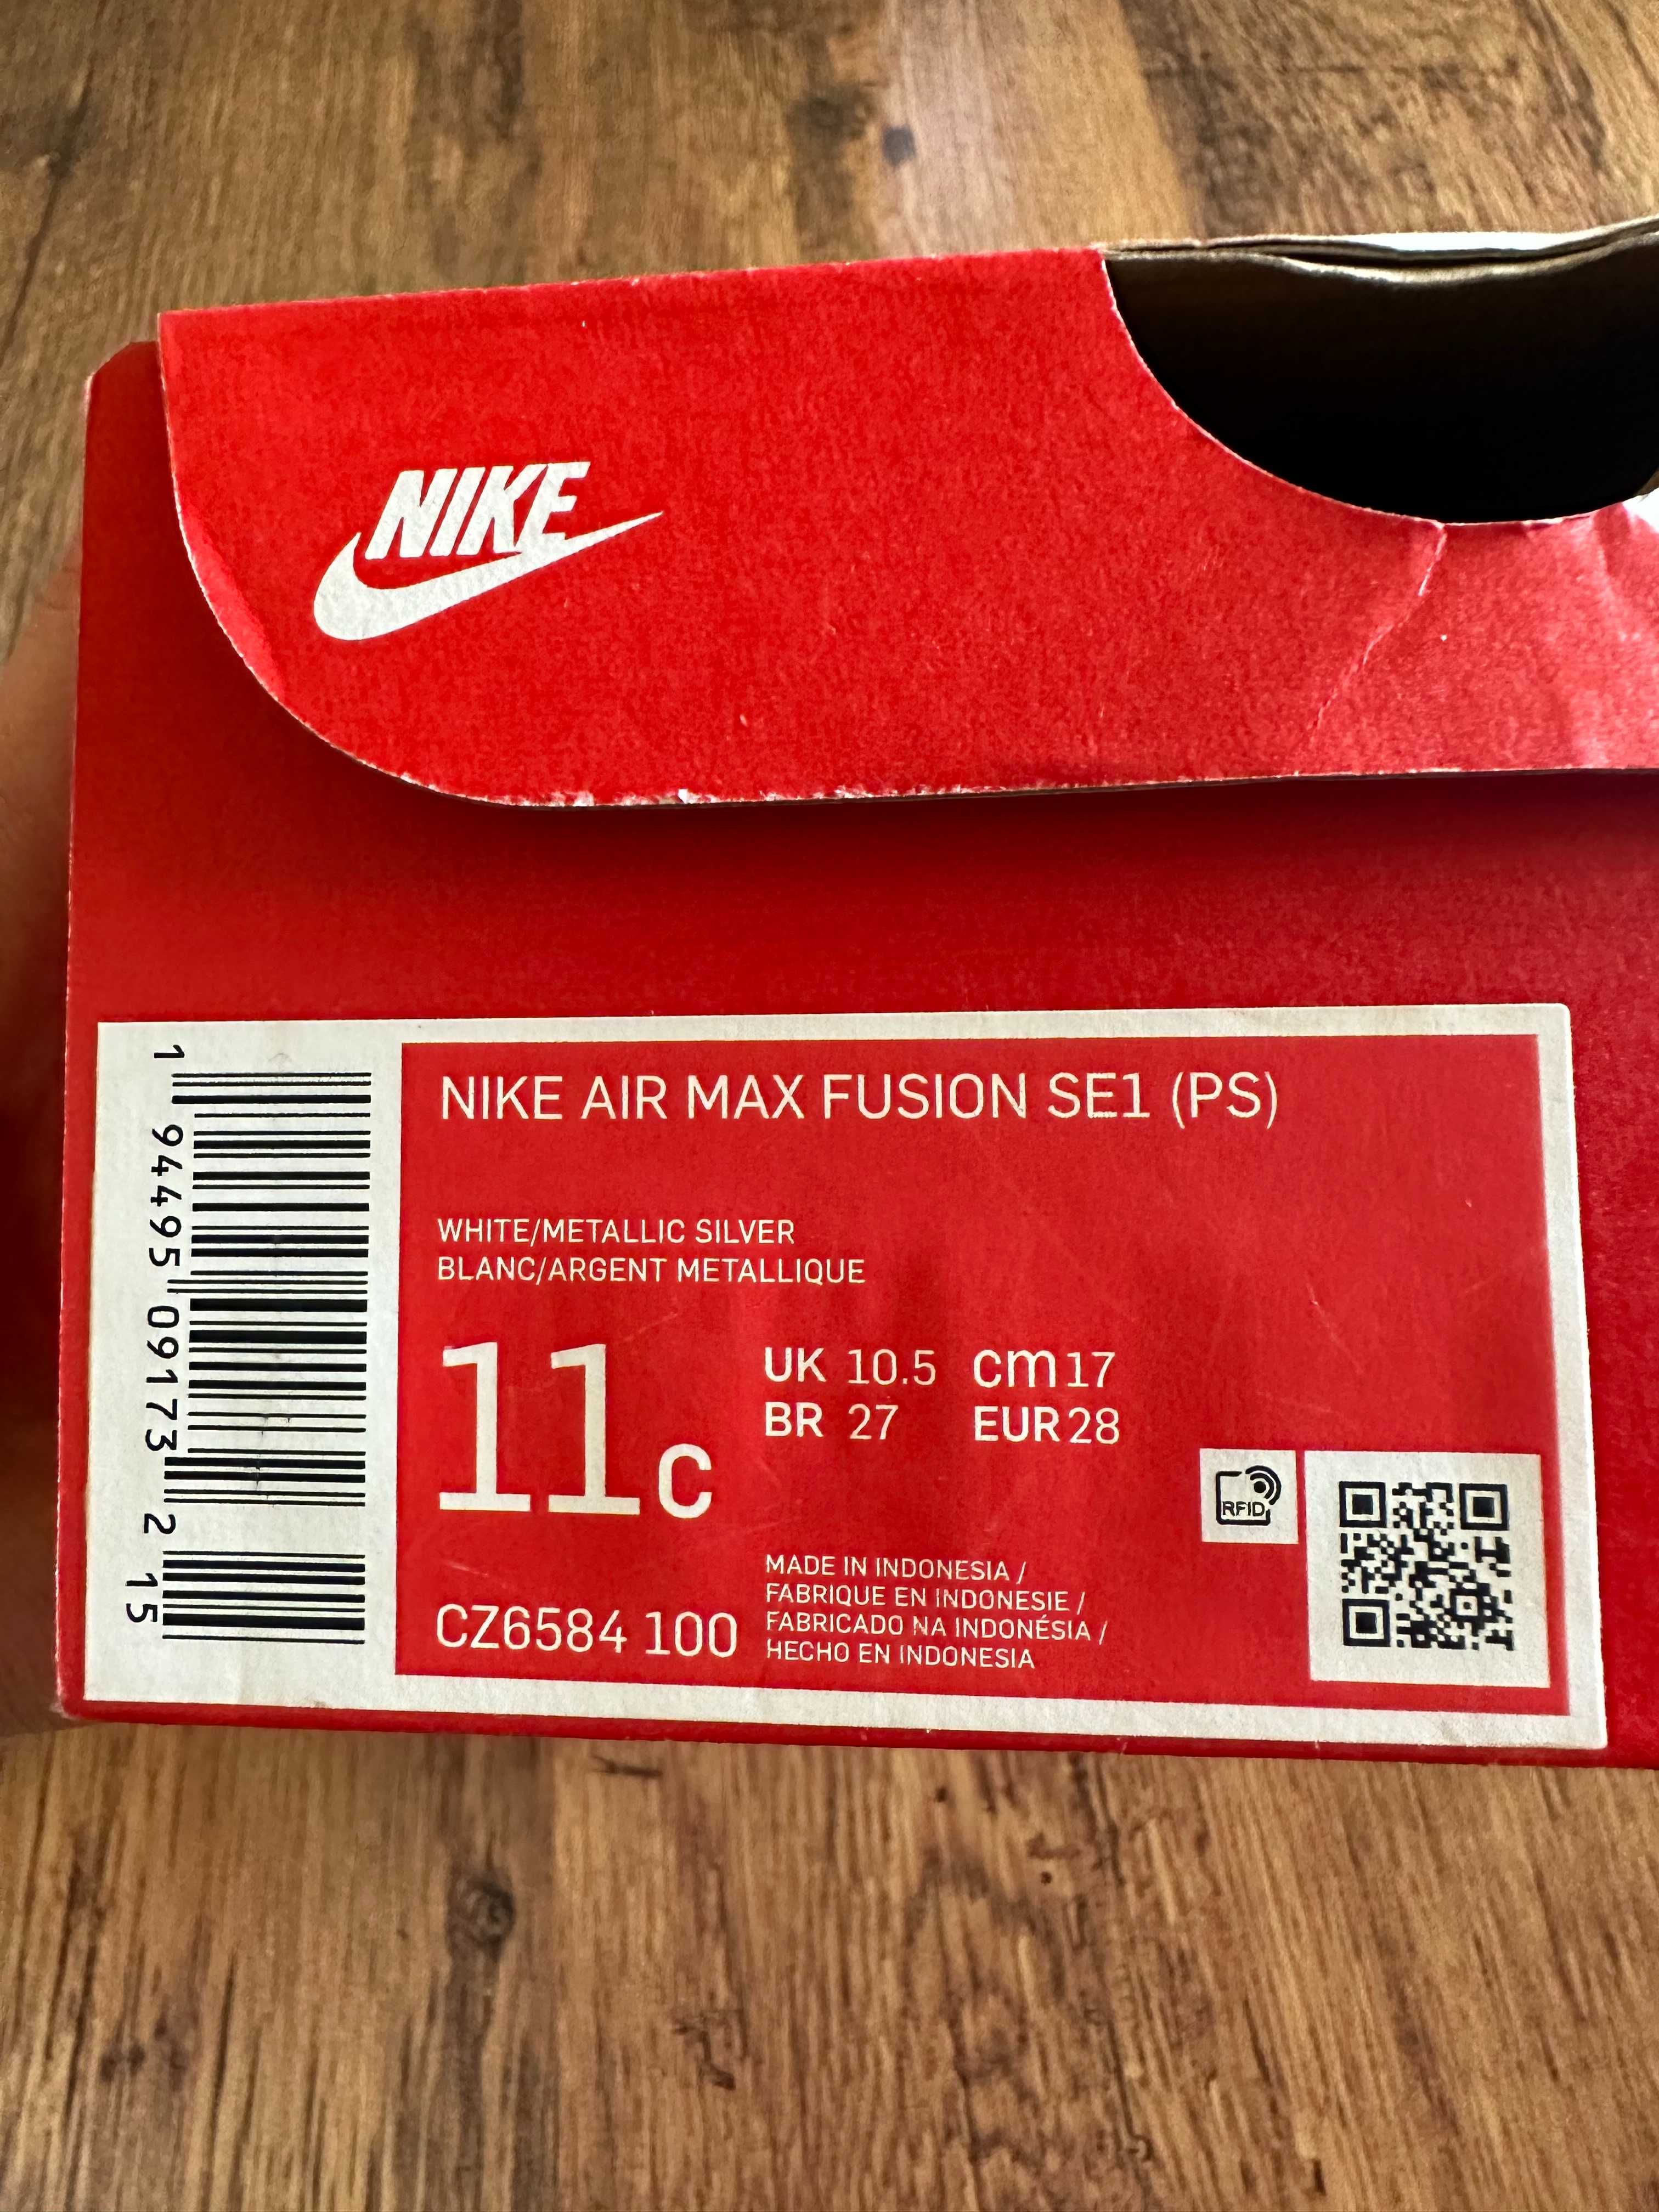 NIKE
NIKE AIR MAX FUSION SE1 (PS)
WHITE/METALLIC SILVER
BLANC/ARGENT METALLIQUE
11c
UK 10.5 cm 17
BR 27 EUR 28
RFID
CZ6584 100
MADE IN INDONESIA /
FABRIQUE EN INDONESIE /
FABRICADO NA INDONÉSIA /
HECHO EN INDONESIA
1 94495 09173 2 15